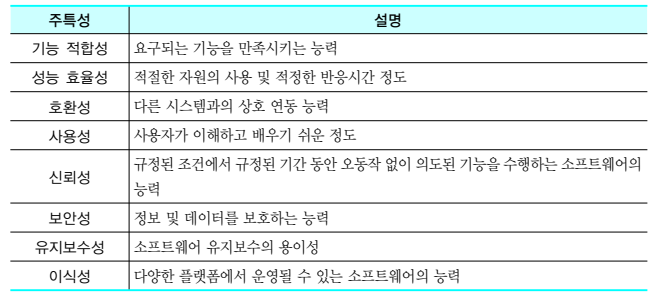 주특성 설명
기능 적합성 요구되는 기능을 만족시키는 능력
성능 효율성 적절한 자원의 사용 및 적정한 반응시간 정도
호환성 다른 시스템과의 상호 연동 능력
사용성 사용자가 이해하고 배우기 쉬운 정도
신뢰성 규정된 조건에서 규정된 기간 동안 오동작 없이 의도된 기능을 수행하는 소프트웨어의
능력
보안성 정보 및 데이터를 보호하는 능력
유지보수성 소프트웨어 유지보수의 용이성
이식성 다양한 플랫폼에서 운영될 수 있는 소프트웨어의 능력